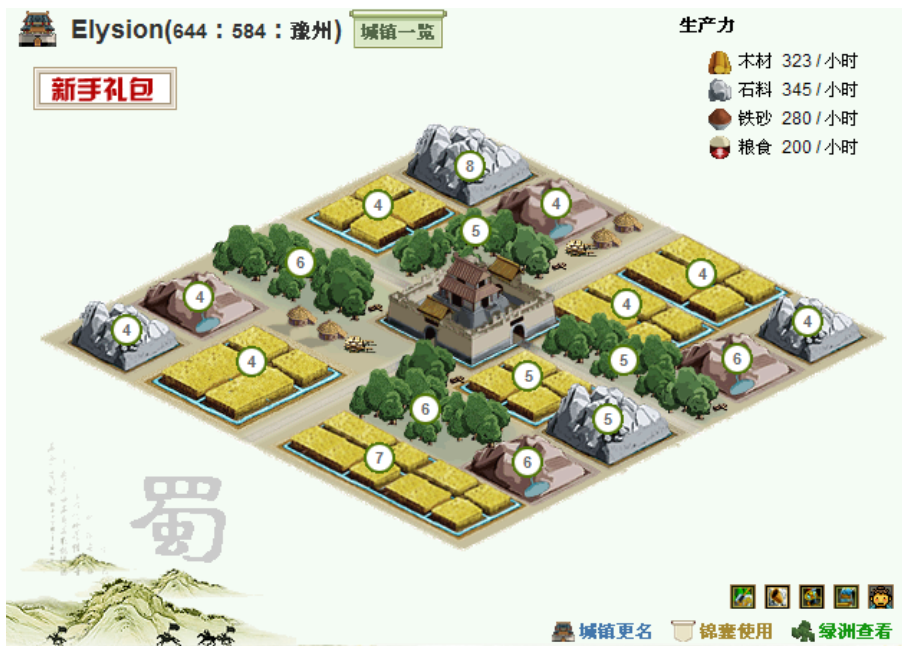 Elysion(644：584：豫州)
城镇一览
新手礼包
生产力
木材 323 / 小时
石料 345 / 小时
铁砂 280 / 小时
粮食 200 / 小时
8
4
4
5
6
4
4
4
4
4
4
5
6
5
6
5
7
6
蜀
城镇更名
锦囊使用
绿洲查看